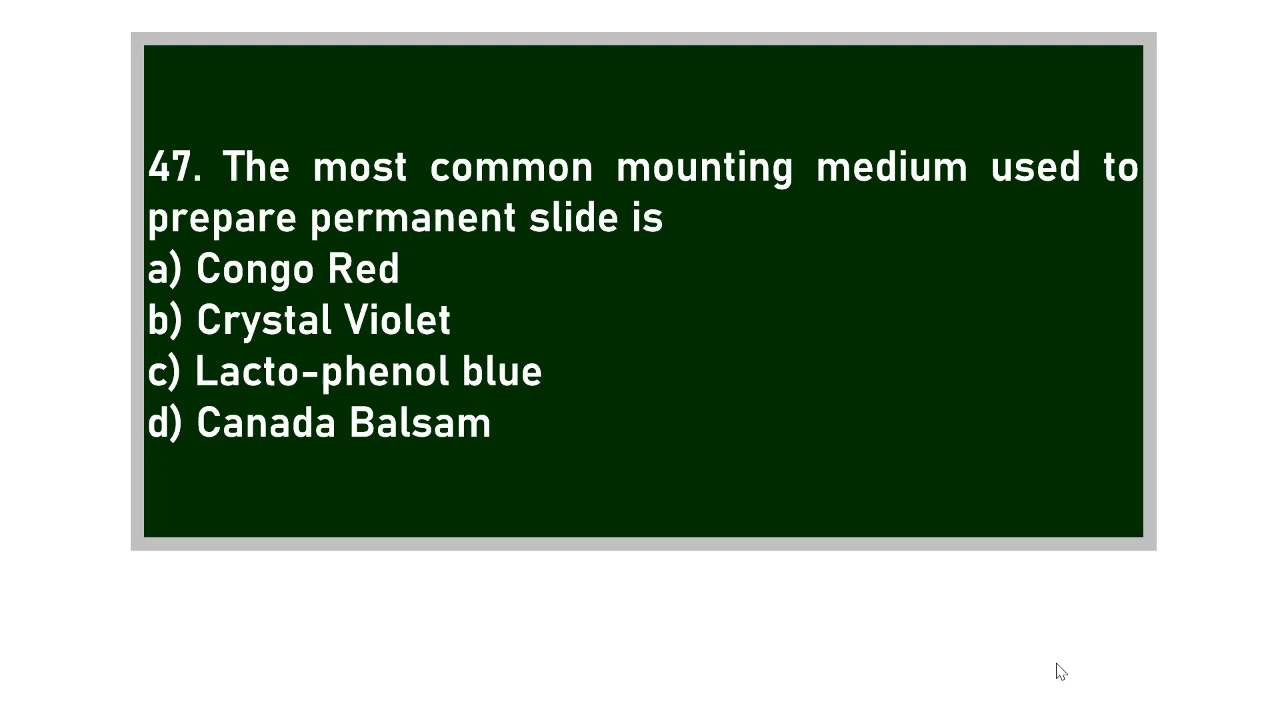 47. The most common mounting medium used to
prepare permanent slide is
a) Congo Red
b) Crystal Violet
c) Lacto-phenol blue
d) Canada Balsam